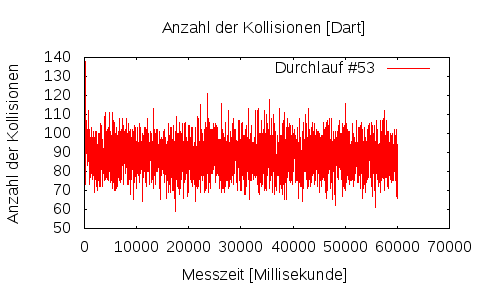 Anzahl der Kollisionen [Dart]
Durchlauf #53
Anzahl der Kollisionen
140
130
120
110
100
90
80
70
60
50
0 10000 20000 30000 40000 50000 60000 70000
Messzeit [Millisekunde]